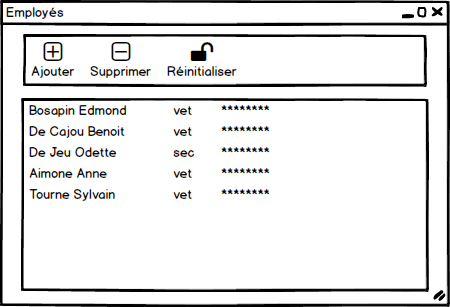 Employés
Ajouter Supprimer Réinitialiser
Bosapin Edmond vet ********
De Cajou Benoit vet ********
De Jeu Odette sec ********
Aimone Anne vet ********
Tourne Sylvain vet ********